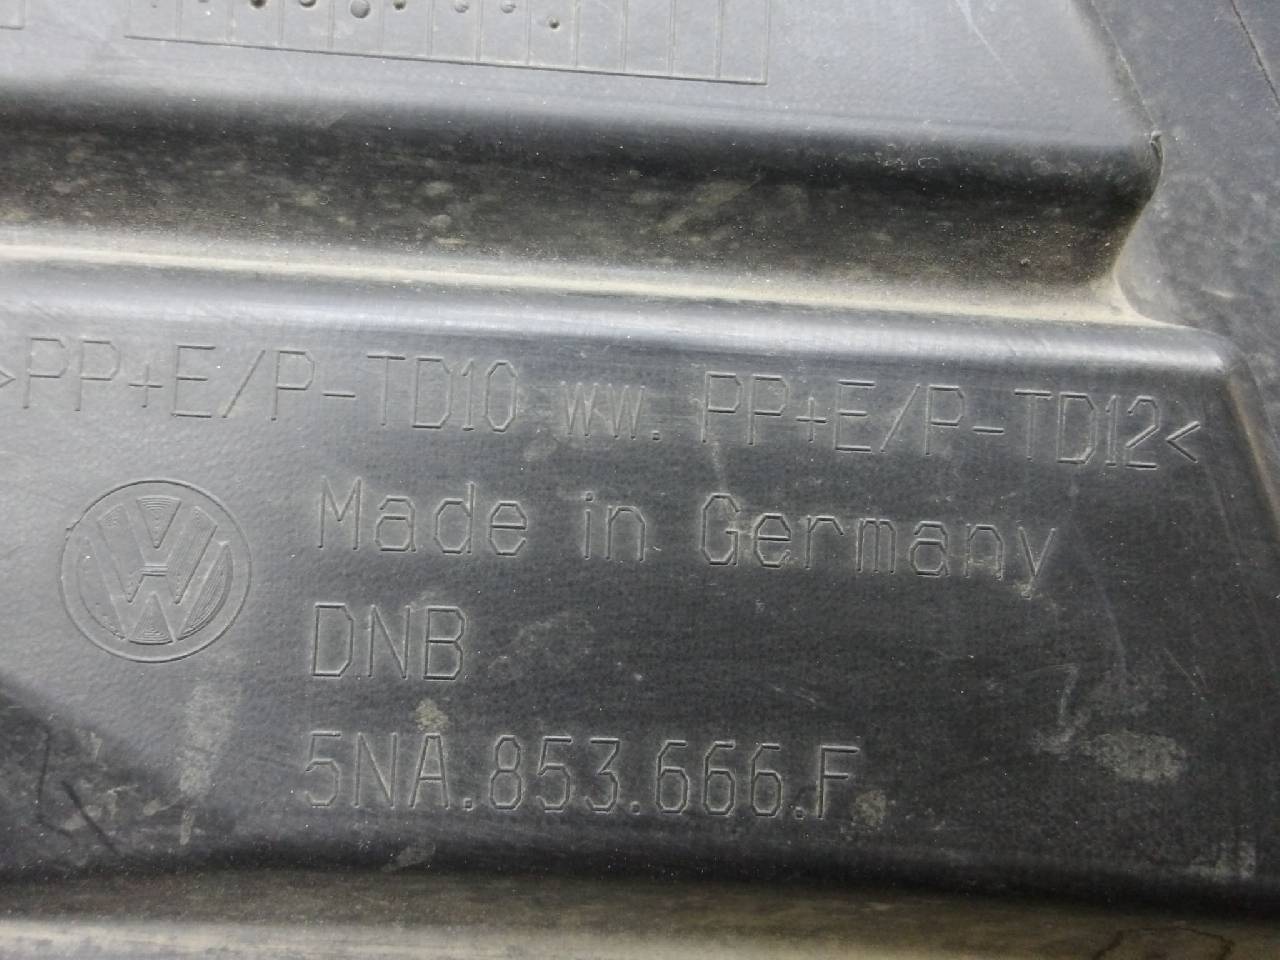 >PP+E/P-TD10 ww. PP+E/P-TD12<
Made in Germany
DNB
5NA.853.666.F